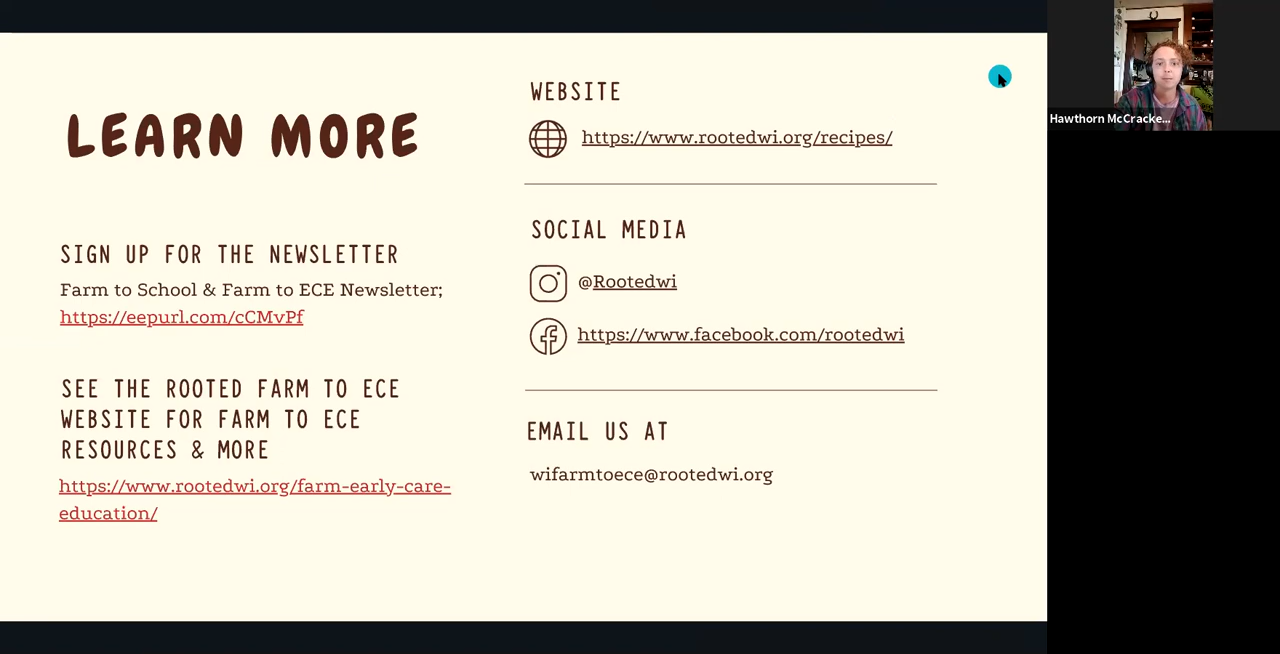 LEARN MORE
SIGN UP FOR THE NEWSLETTER
Farm to School & Farm to ECE Newsletter;
https://eepurl.com/cCMvPf
SEE THE ROOTED FARM TO ECE
WEBSITE FOR FARM TO ECE
RESOURCES & MORE
https://www.rootedwi.org/farm-early-care-
education/
WEBSITE
https://www.rootedwi.org/recipes/
SOCIAL MEDIA
@Rootedwi
https://www.facebook.com/rootedwi
EMAIL US AT
wifarmtoece@rootedwi.org
Hawthorn McCracke...